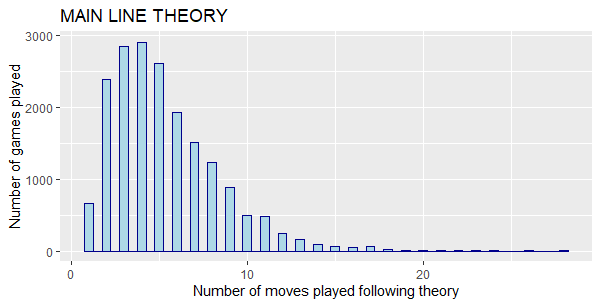 MAIN LINE THEORY
Number of games played
3000
2000
1000
0
0 10 20
Number of moves played following theory